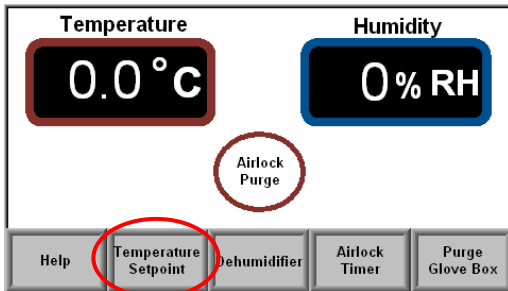 Temperature Humidity
0.0°C 0% RH
Airlock
Purge
Help
Temperature
Setpoint
Dehumidifier
Airlock
Timer
Purge
Glove Box